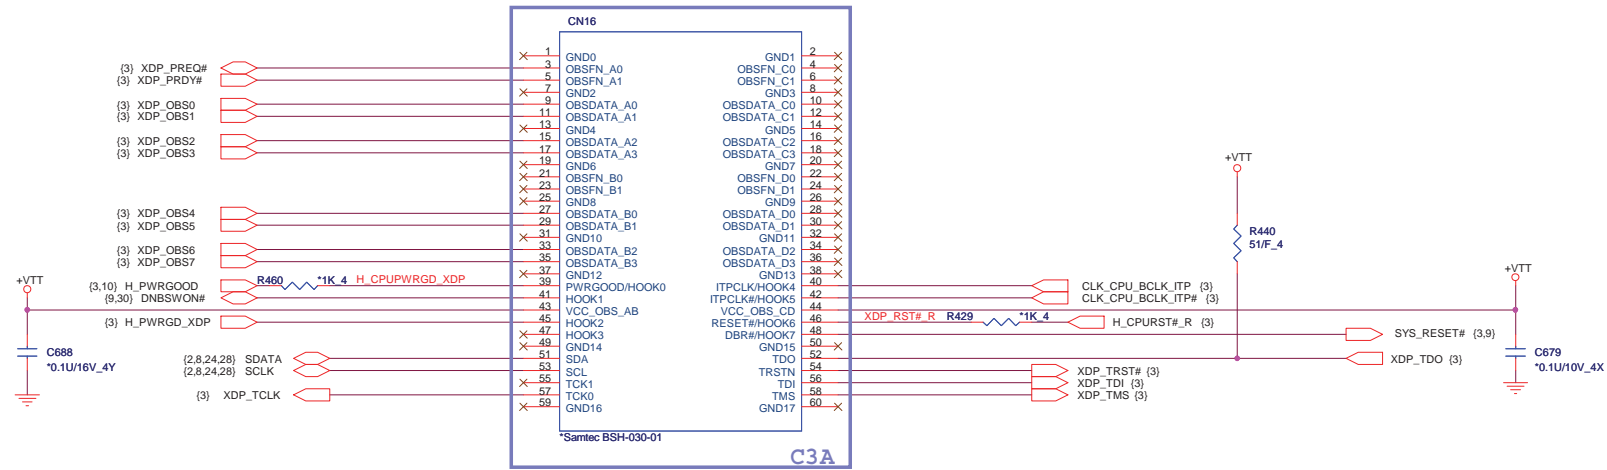 CN16
1 GND0 GND1 2
{3} XDP_PREQ# 3 OBSFN_A0 OBSFN_C0 4
{3} XDP_PRDY# 5 OBSFN_A1 OBSFN_C1 6
7 GND2 GND3 8
{3} XDP_OBS0 9 OBSDATA_A0 OBSDATA_C0 10
{3} XDP_OBS1 11 OBSDATA_A1 OBSDATA_C1 12
13 GND4 GND5 14
{3} XDP_OBS2 15 OBSDATA_A2 OBSDATA_C2 16
{3} XDP_OBS3 17 OBSDATA_A3 OBSDATA_C3 18
19 GND6 GND7 20
+VTT
21 OBSFN_B0 OBSFN_D0 22
23 OBSFN_B1 OBSFN_D1 24
25 GND8 GND9 26
{3} XDP_OBS4 27 OBSDATA_B0 OBSDATA_D0 28
{3} XDP_OBS5 29 OBSDATA_B1 OBSDATA_D1 30
R440
51/F_4
31 GND10 GND11 32
{3} XDP_OBS6 33 OBSDATA_B2 OBSDATA_D2 34
{3} XDP_OBS7 35 OBSDATA_B3 OBSDATA_D3 36
37 GND12 GND13 38
+VTT
+VTT
{3,10} H_PWRGOOD R460 *1K_4 H_CPUPWRGD_XDP 39 PWRGOOD/HOOK0 ITPCLK/HOOK4 40 CLK_CPU_BCLK_ITP {3}
{9,30} DNBSWON# 41 HOOK1 ITPCLK#/HOOK5 42 CLK_CPU_BCLK_ITP# {3}
43 VCC_OBS_AB VCC_OBS_CD 44
{3} H_PWRGD_XDP 45 HOOK2 RESET#/HOOK6 46 XDP_RST#_R R429 *1K_4 H_CPURST#_R {3}
47 HOOK3 DBR#/HOOK7 48 SYS_RESET# {3,9}
49 GND14 GND15 50
C688
*0.1U/16V_4Y
{2,8,24,28} SDATA 51 SDA TDO 52 XDP_TDO {3}
C679
*0.1U/10V_4X
{2,8,24,28} SCLK 53 SCL TRSTN 54 XDP_TRST# {3}
55 TCK1 TDI 56 XDP_TDI {3}
{3} XDP_TCLK 57 TCK0 TMS 58 XDP_TMS {3}
59 GND16 GND17 60
*Samtec BSH-030-01
C3A